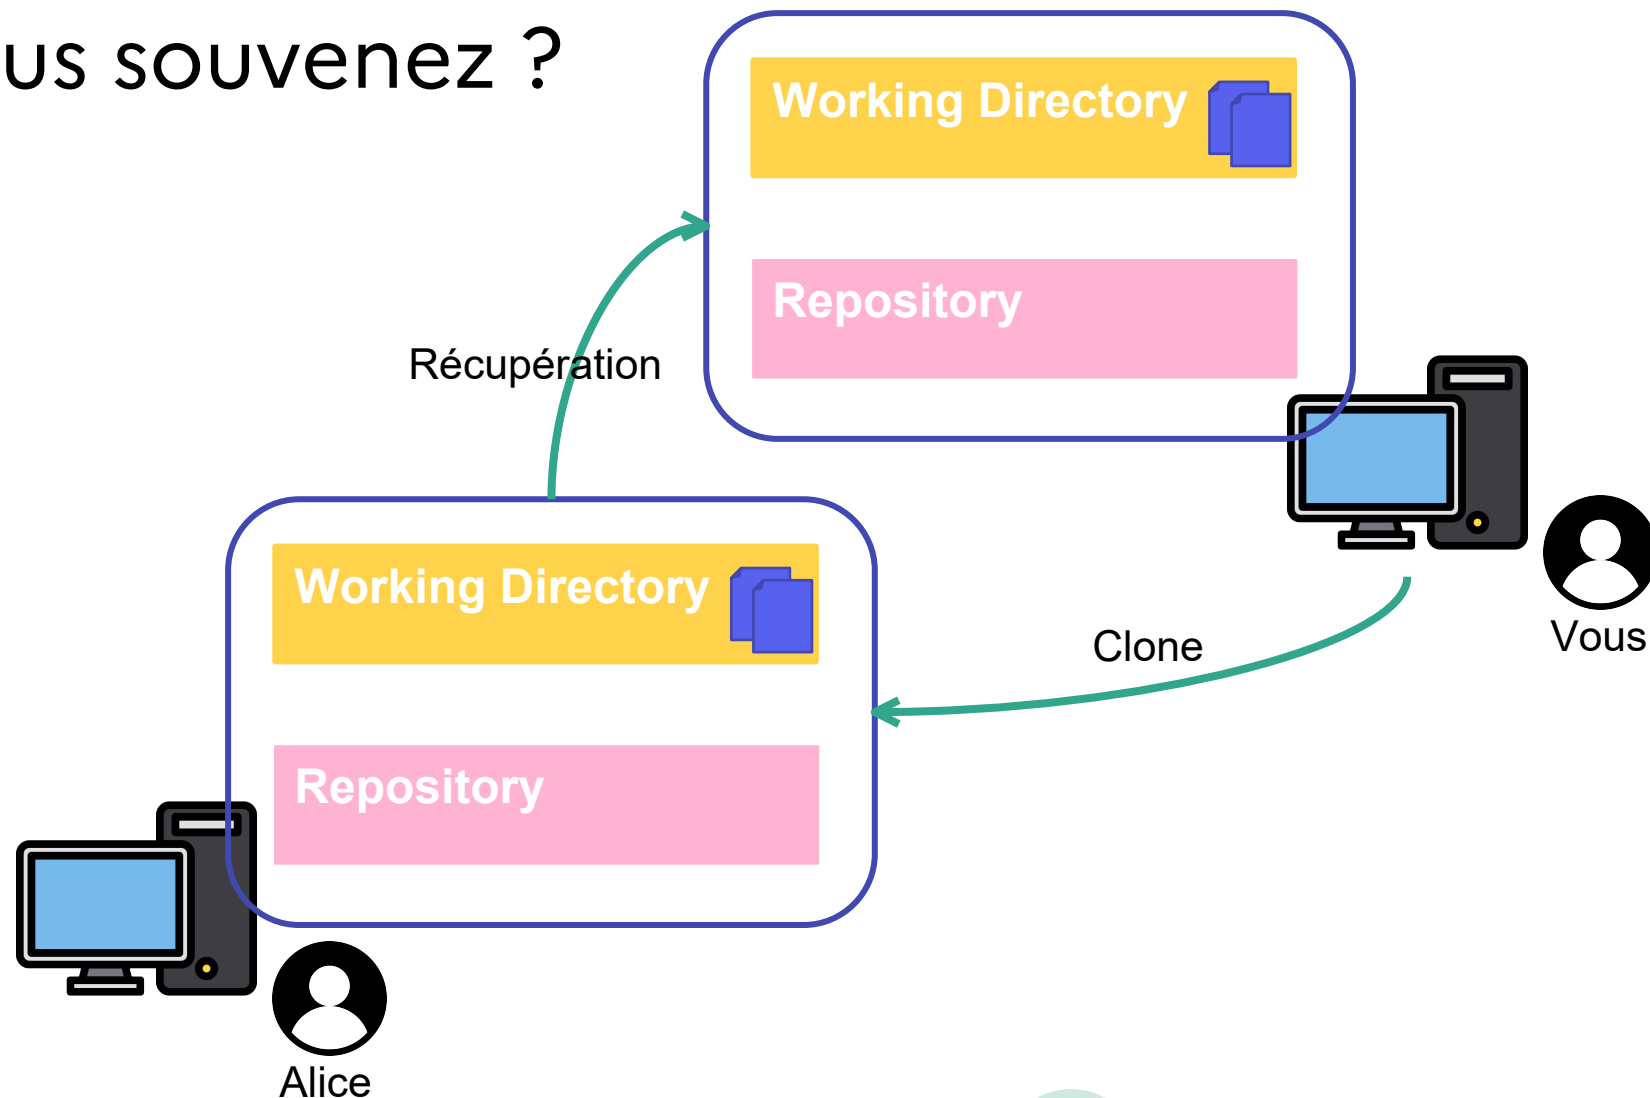 us souvenez ?
Working Directory
Repository
Récupération
Working Directory
Clone
Vous
Repository
Alice